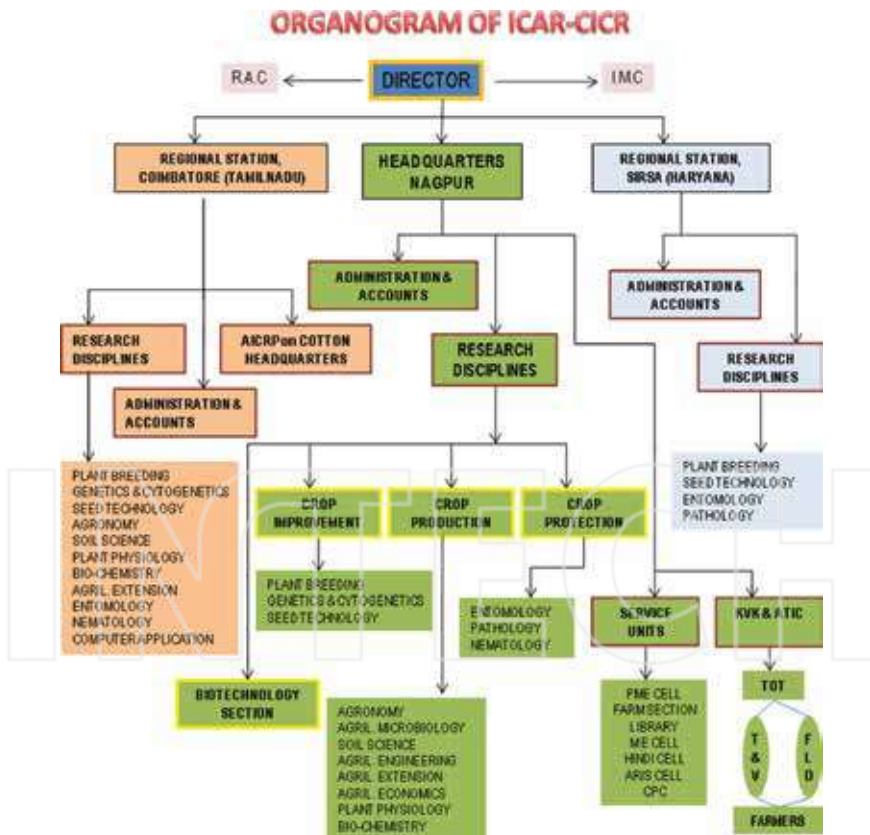 ORGANOGRAM OF ICAR-CICR
R.A.C
DIRECTOR
IMC
REGIONAL STATION,
COIMBATORE (TAMILNADU)
HEADQUARTERS
NAGPUR
REGIONAL STATION,
SIRSA (HARYANA)
ADMINISTRATION &
ACCOUNTS
ADMINISTRATION &
ACCOUNTS
RESEARCH
DISCIPLINES
AICRP on COTTON
HEADQUARTERS
RESEARCH
DISCIPLINES
RESEARCH
DISCIPLINES
ADMINISTRATION &
ACCOUNTS
PLANT BREEDING
GENETICS & CYTOGENETICS
SEED TECHNOLOGY
AGRONOMY
SOIL SCIENCE
PLANT PHYSIOLOGY
BIO-CHEMISTRY
AGRIL. EXTENSION
ENTOMOLOGY
NEMATOLOGY
COMPUTER APPLICATION
CROP
IMPROVEMENT
CROP
PRODUCTION
CROP
PROTECTION
PLANT BREEDING
SEED TECHNOLOGY
ENTOMOLOGY
PATHOLOGY
PLANT BREEDING
GENETICS & CYTOGENETICS
SEED TECHNOLOGY
ENTOMOLOGY
PATHOLOGY
NEMATOLOGY
SERVICE
UNITS
KVK & ATIC
BIOTECHNOLOGY
SECTION
AGRONOMY
AGRIL. MICROBIOLOGY
SOIL SCIENCE
AGRIL. ENGINEERING
AGRIL. EXTENSION
AGRIL. ECONOMICS
PLANT PHYSIOLOGY
BIO-CHEMISTRY
PME CELL
FARM SECTION
LIBRARY
ME CELL
HINDI CELL
ARIS CELL
CPC
TOT
T & V
FLD
FARMERS
INTECH